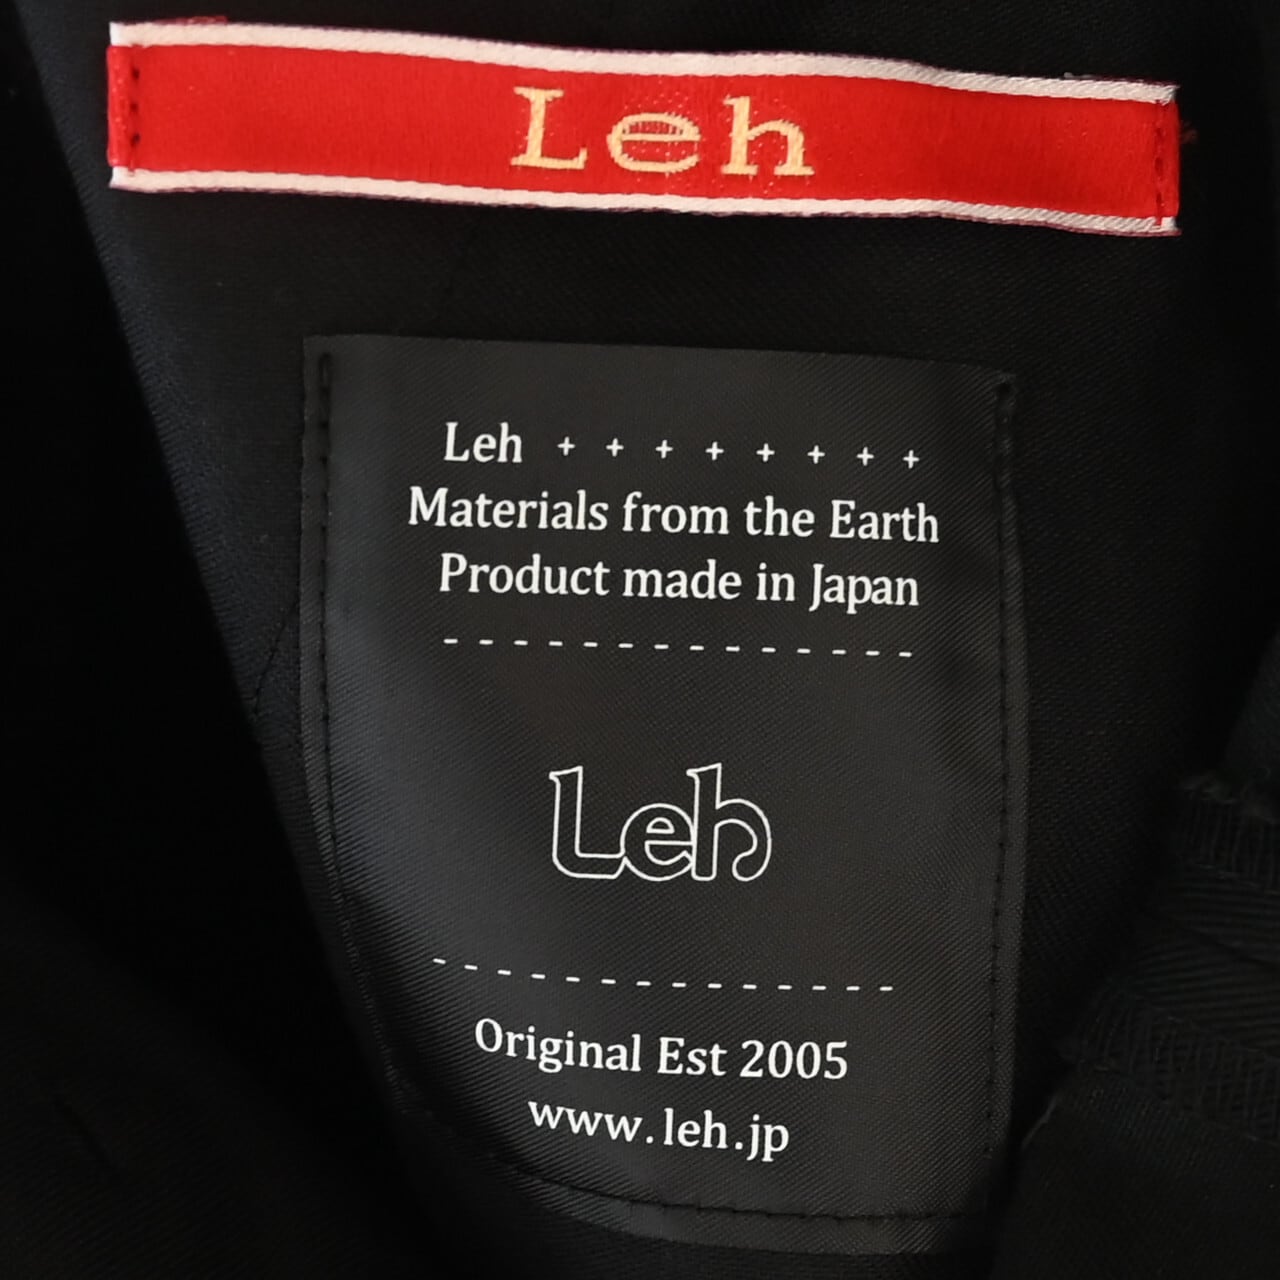 Leh
Leh + + + + + + + +
Materials from the Earth
Product made in Japan
- - - - - - - - - - - - - -
Leh
- - - - - - - - - - - - - -
Original Est 2005
www.leh.jp